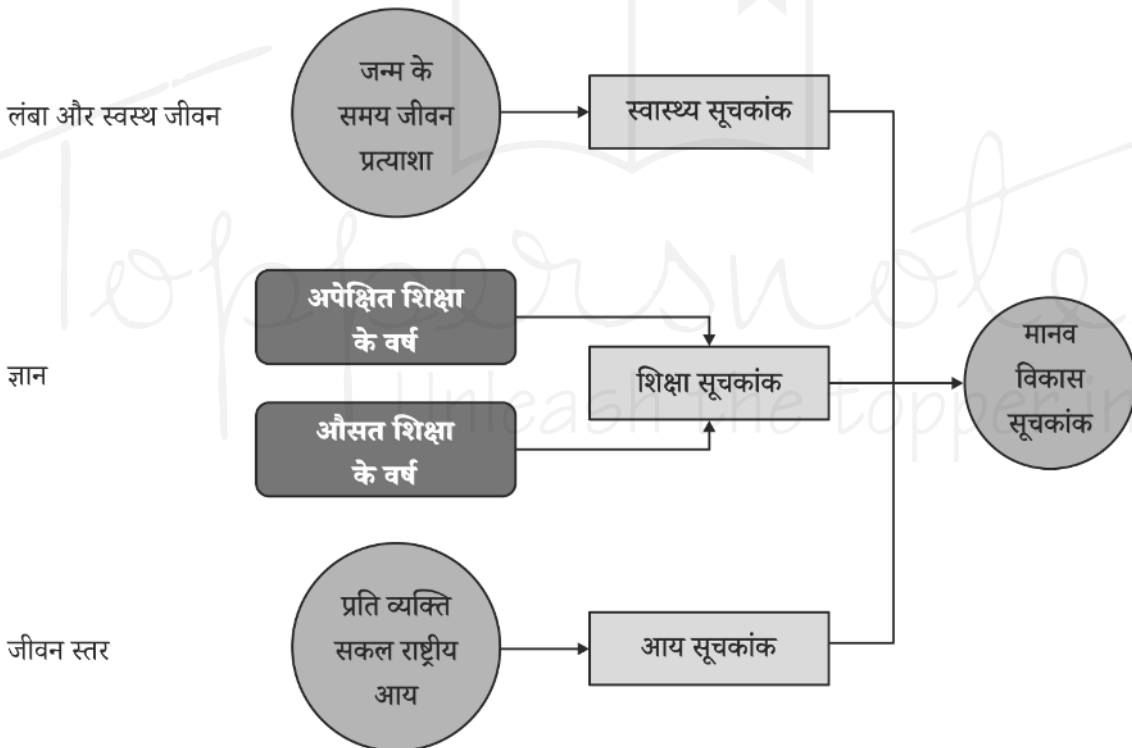 लंबा और स्वस्थ जीवन
जन्म के
समय जीवन
प्रत्याशा
स्वास्थ्य सूचकांक
ज्ञान
अपेक्षित शिक्षा
के वर्ष
औसत शिक्षा
के वर्ष
शिक्षा सूचकांक
मानव
विकास
सूचकांक
जीवन स्तर
प्रति व्यक्ति
सकल राष्ट्रीय
आय
आय सूचकांक
Toppersnote
Unleash the topper in